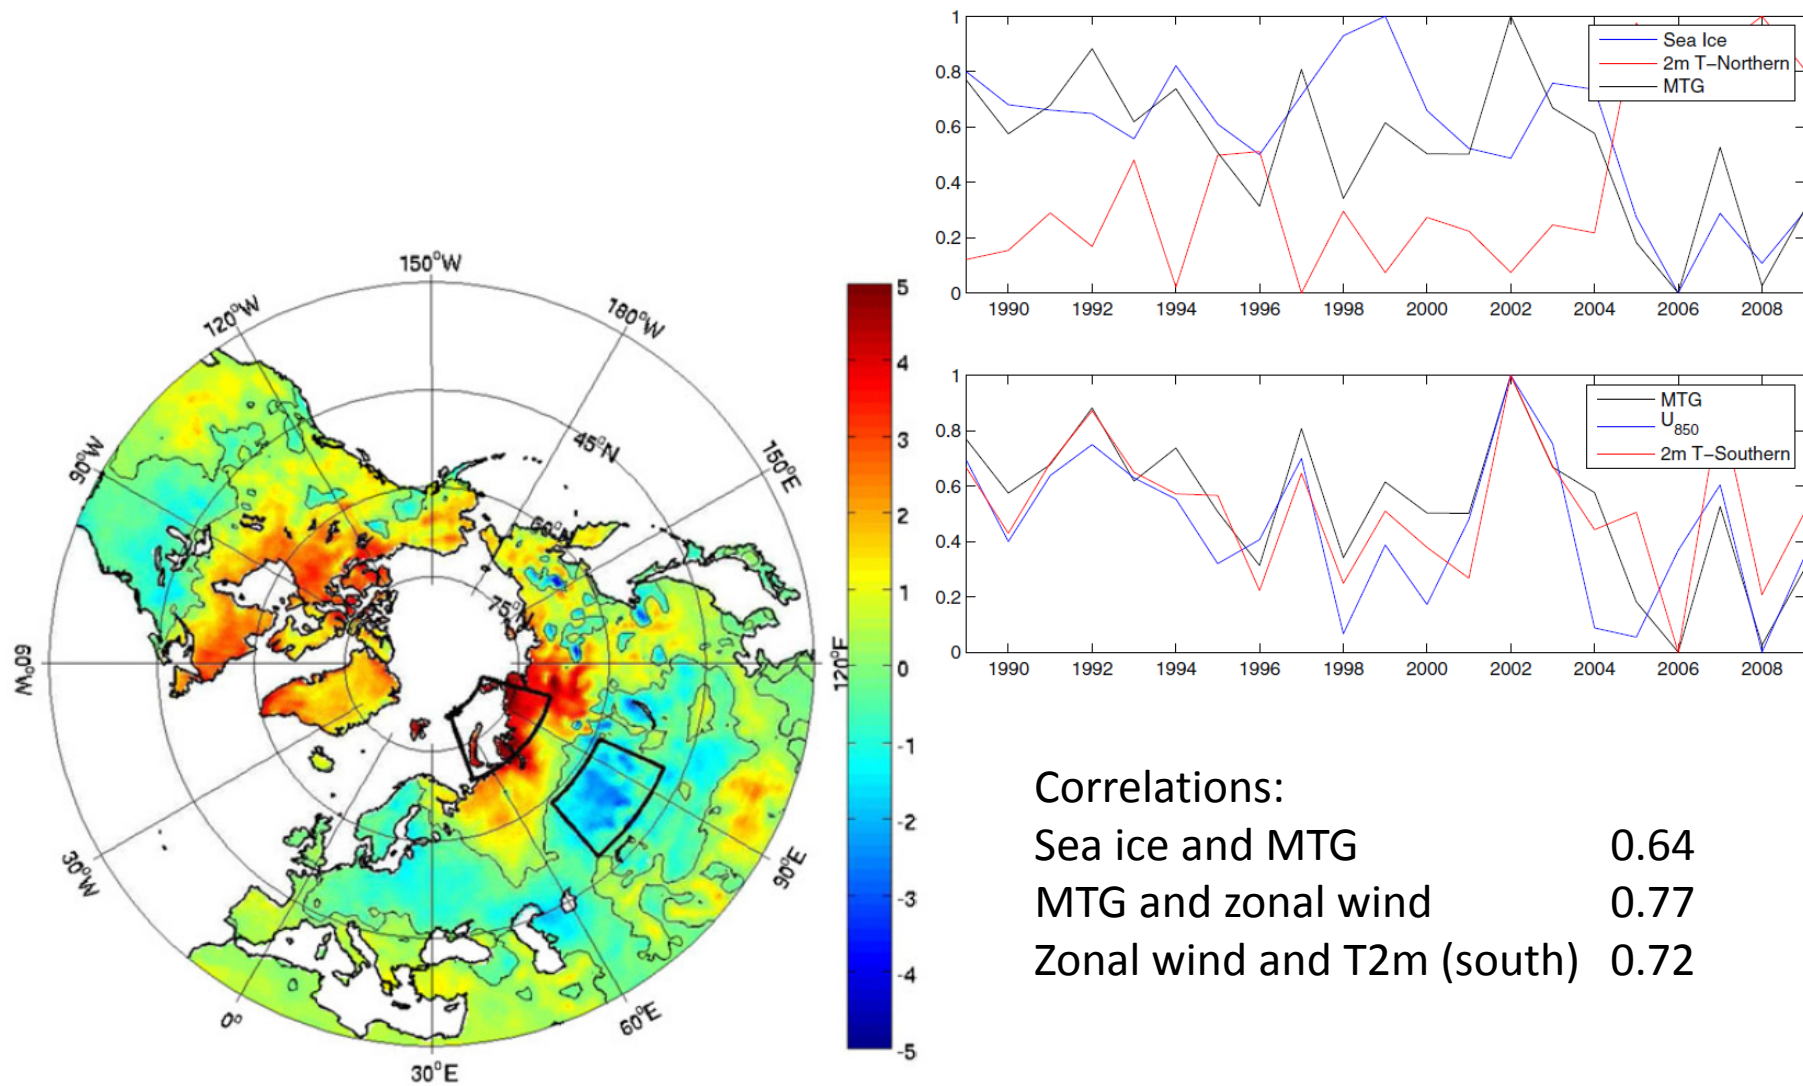 1
0.8
0.6
0.4
0.2
0
Sea Ice
2m T−Northern
MTG
1990 1992 1994 1996 1998 2000 2002 2004 2006 2008
1
0.8
0.6
0.4
0.2
0
MTG
U850
2m T−Southern
1990 1992 1994 1996 1998 2000 2002 2004 2006 2008
150°W
120°W
180°W
90°W
45°N
150°E
60°N
75°
60°W
120°E
30°W
90°E
0°
60°E
30°E
5
4
3
2
1
0
-1
-2
-3
-4
-5
Correlations:
Sea ice and MTG 0.64
MTG and zonal wind 0.77
Zonal wind and T2m (south) 0.72